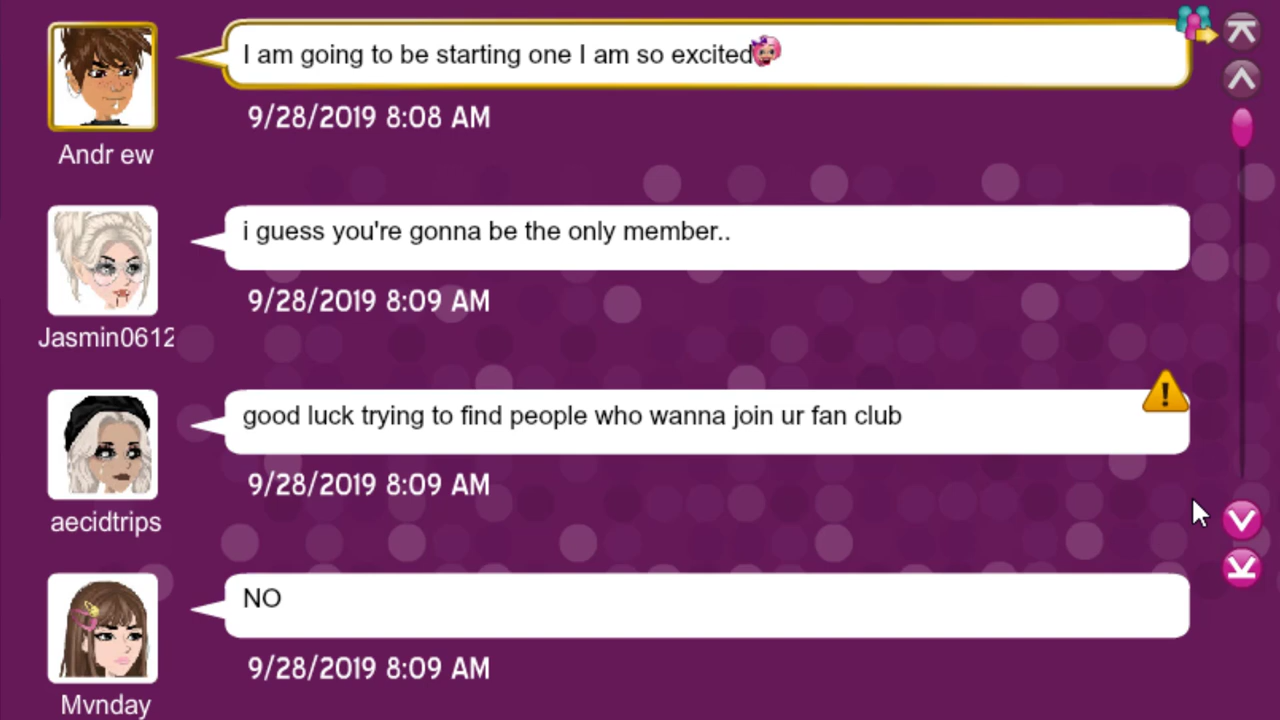 I am going to be starting one I am so excited
9/28/2019 8:08 AM
Andr ew
i guess you're gonna be the only member..
9/28/2019 8:09 AM
Jasmin0612
good luck trying to find people who wanna join ur fan club
9/28/2019 8:09 AM
aecidtrips
NO
9/28/2019 8:09 AM
Mvnday